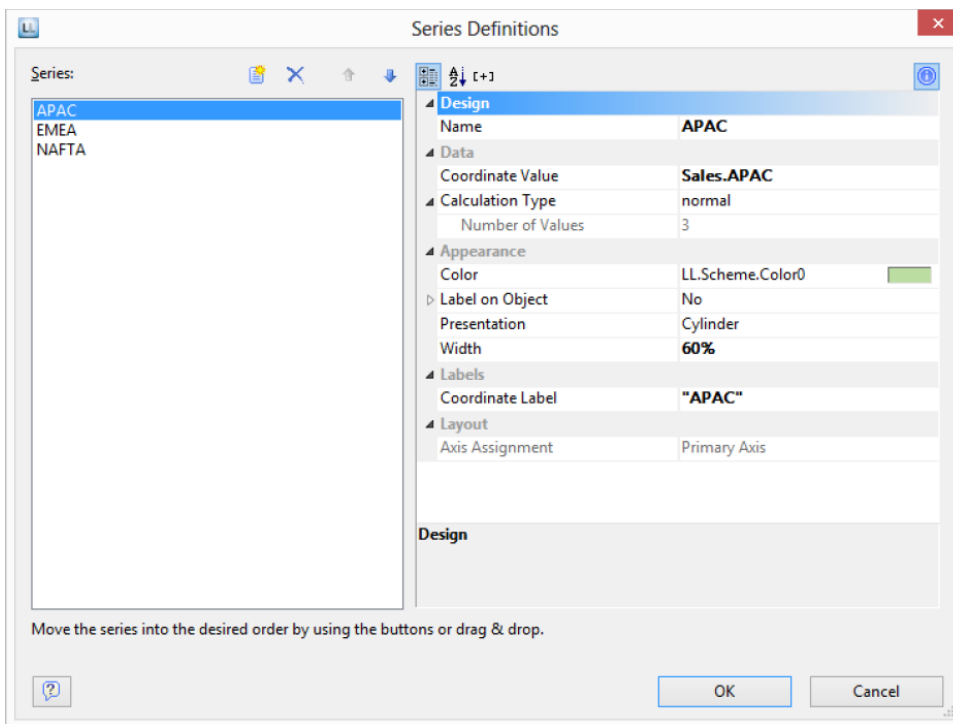 LL
Series Definitions
Series:
APAC
EMEA
NAFTA
A
Z
[+]
Design
Name APAC
Data
Coordinate Value Sales.APAC
Calculation Type normal
Number of Values 3
Appearance
Color LL.Scheme.Color0
Label on Object No
Presentation Cylinder
Width 60%
Labels
Coordinate Label "APAC"
Layout
Axis Assignment Primary Axis
Design
Move the series into the desired order by using the buttons or drag & drop.
?
OK Cancel